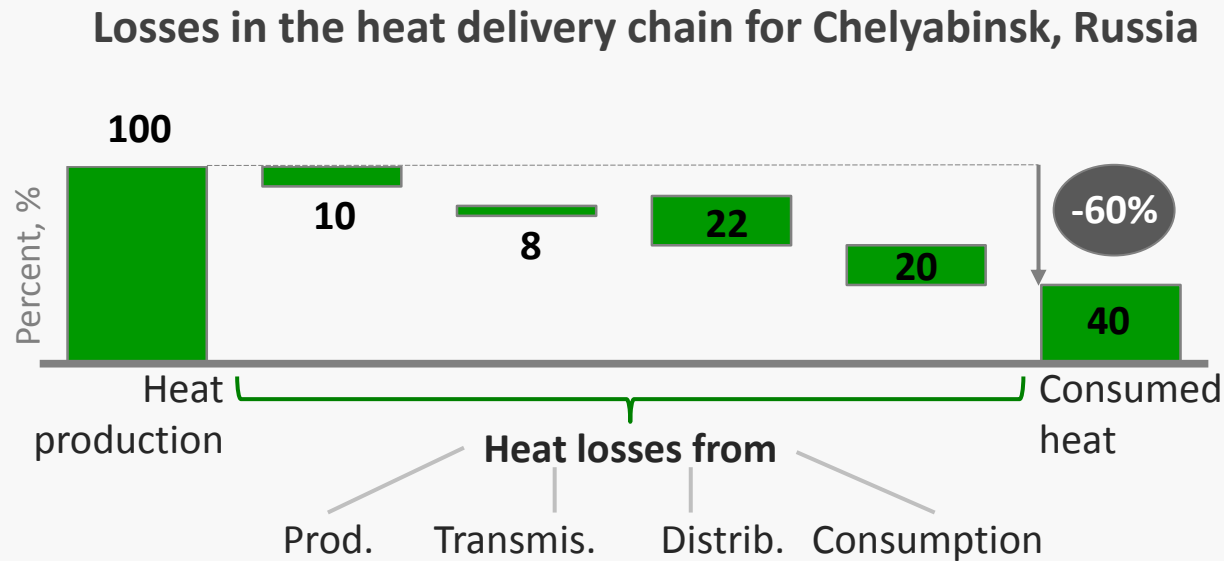 Losses in the heat delivery chain for Chelyabinsk, Russia
Percent, %
100
10
8
22
20
-60%
40
Heat
production
Consumed
heat
Heat losses from
Prod.
Transmis.
Distrib.
Consumption